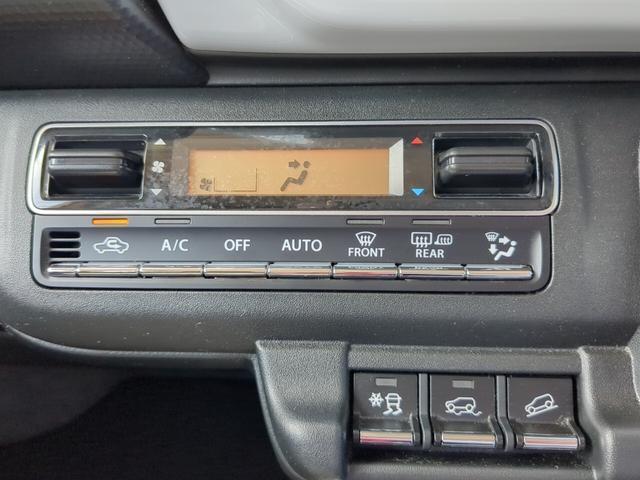 A/C OFF AUTO FRONT REAR